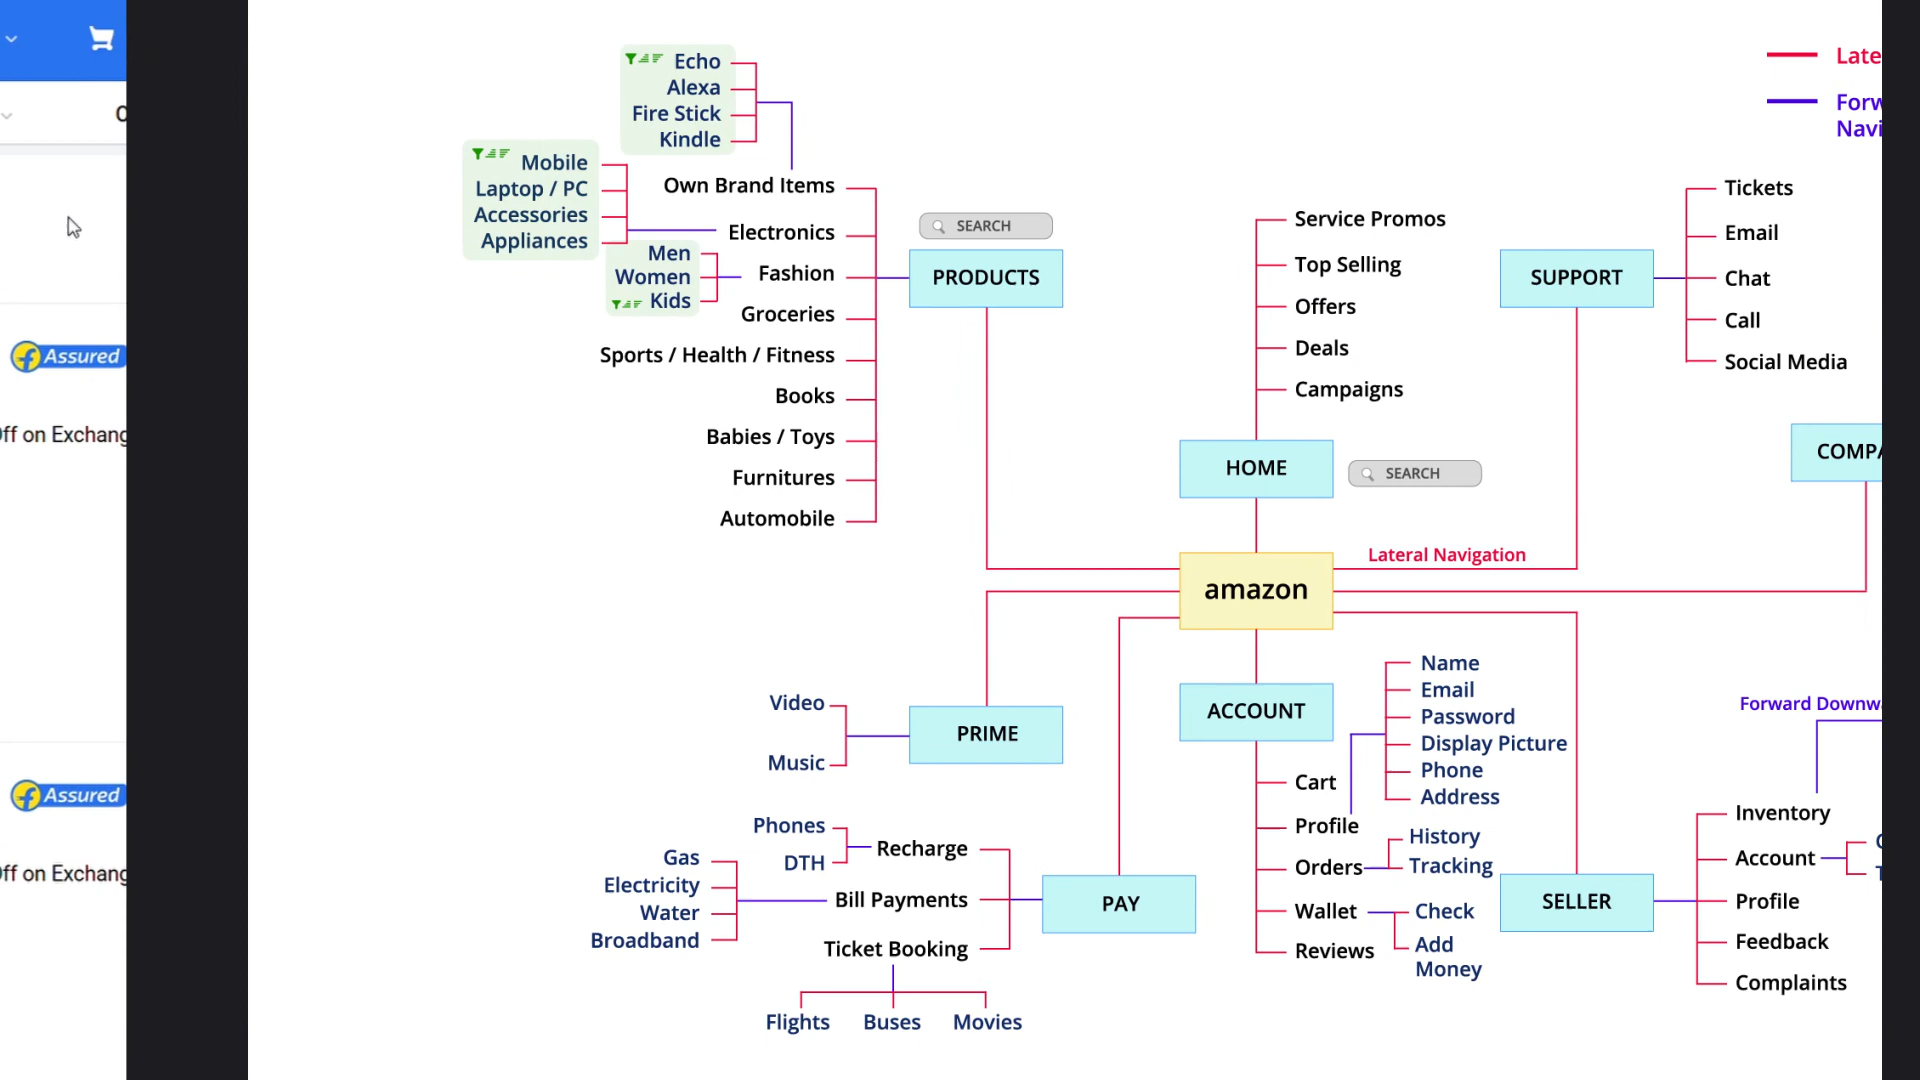 Assured
ff on Exchang
Assured
ff on Exchang
Echo
Alexa
Fire Stick
Kindle
Mobile
Laptop / PC
Accessories
Appliances
Men
Women
Kids
Own Brand Items
Electronics
Fashion
Groceries
Sports / Health / Fitness
Books
Babies / Toys
Furnitures
Automobile
SEARCH
PRODUCTS
Service Promos
Top Selling
Offers
Deals
Campaigns
HOME
SEARCH
SUPPORT
Tickets
Email
Chat
Call
Social Media
Late
Forw
Navi
COMPA
Lateral Navigation
amazon
Video
Music
PRIME
ACCOUNT
Cart
Profile
Orders
Wallet
Reviews
Name
Email
Password
Display Picture
Phone
Address
History
Tracking
Check
Add
Money
Phones
DTH
Recharge
Gas
Electricity
Water
Broadband
Bill Payments
Ticket Booking
Flights
Buses
Movies
PAY
SELLER
Forward Downw
Inventory
Account
Profile
Feedback
Complaints